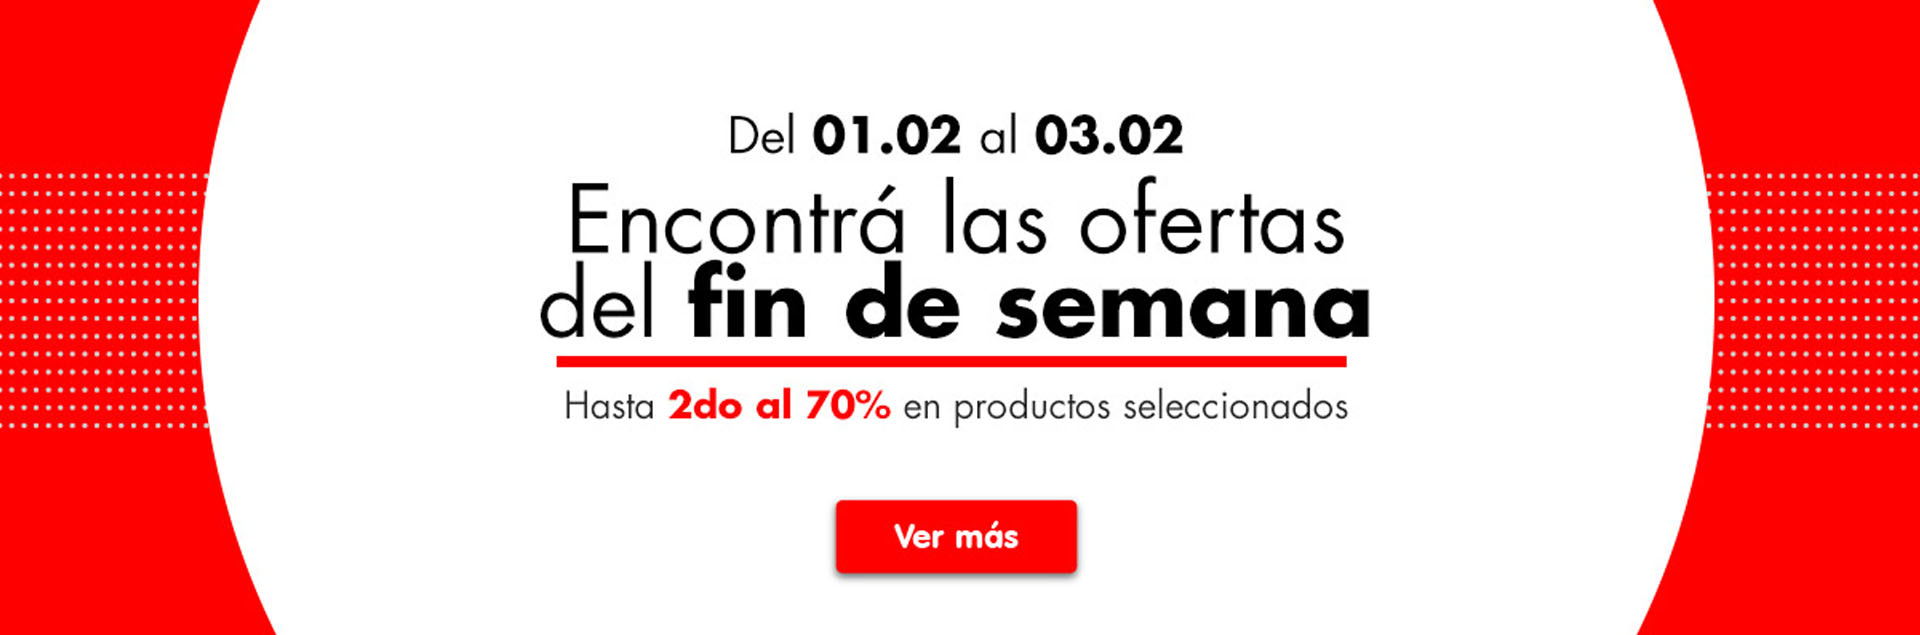 Del 01.02 al 03.02
Encontrá las ofertas
del fin de semana
Hasta 2do al 70% en productos seleccionados
Ver más